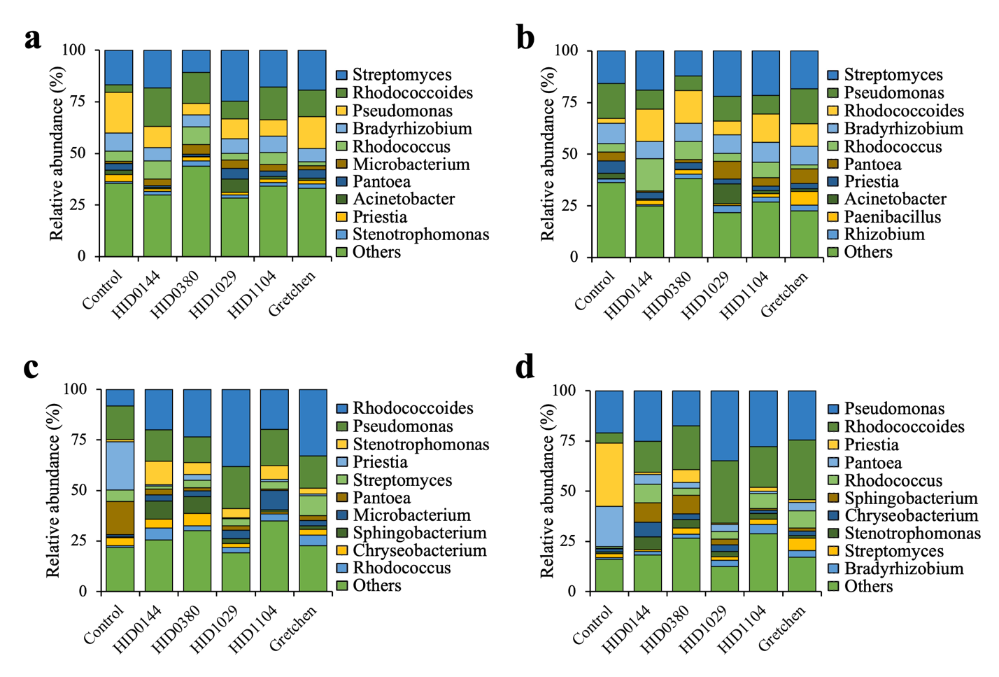 a
Relative abundance (%)
100
75
50
25
0
Control
HID0144
HID0380
HID1029
HID1104
Gretchen
Streptomyces
Rhodococcoides
Pseudomonas
Bradyrhizobium
Rhodococcus
Microbacterium
Pantoea
Acinetobacter
Priestia
Stenotrophomonas
Others
b
Relative abundance (%)
100
75
50
25
0
Control
HID0144
HID0380
HID1029
HID1104
Gretchen
Streptomyces
Pseudomonas
Rhodococcoides
Bradyrhizobium
Rhodococcus
Pantoea
Priestia
Acinetobacter
Paenibacillus
Rhizobium
Others
c
Relative abundance (%)
100
75
50
25
0
Control
HID0144
HID0380
HID1029
HID1104
Gretchen
Rhodococcoides
Pseudomonas
Stenotrophomonas
Priestia
Streptomyces
Pantoea
Microbacterium
Sphingobacterium
Chryseobacterium
Rhodococcus
Others
d
Relative abundance (%)
100
75
50
25
0
Control
HID0144
HID0380
HID1029
HID1104
Gretchen
Pseudomonas
Rhodococcoides
Priestia
Pantoea
Rhodococcus
Sphingobacterium
Chryseobacterium
Stenotrophomonas
Streptomyces
Bradyrhizobium
Others